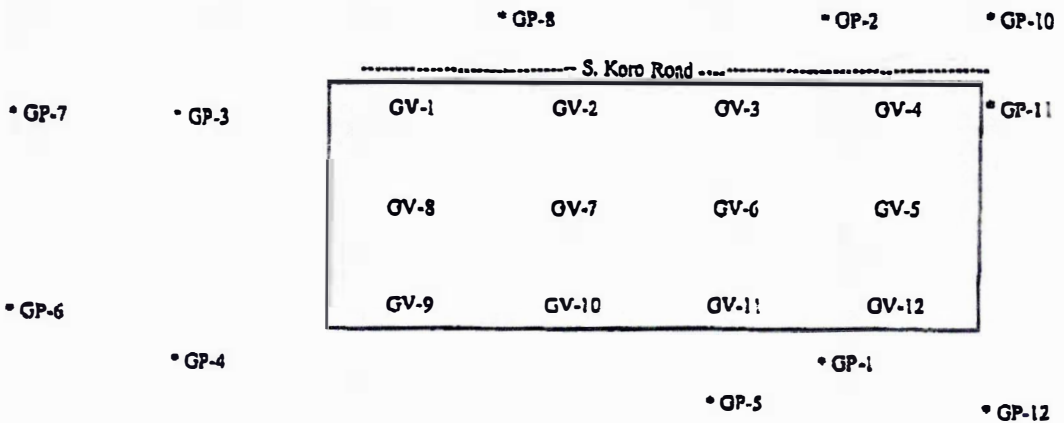 * GP-8 * GP-2 * GP-10
S. Koro Road
* GP-7 * GP-3 GV-1 GV-2 GV-3 GV-4 * GP-11
GV-8 GV-7 GV-6 GV-5
* GP-6 GV-9 GV-10 GV-11 GV-12
* GP-4 * GP-1
* GP-5 * GP-12